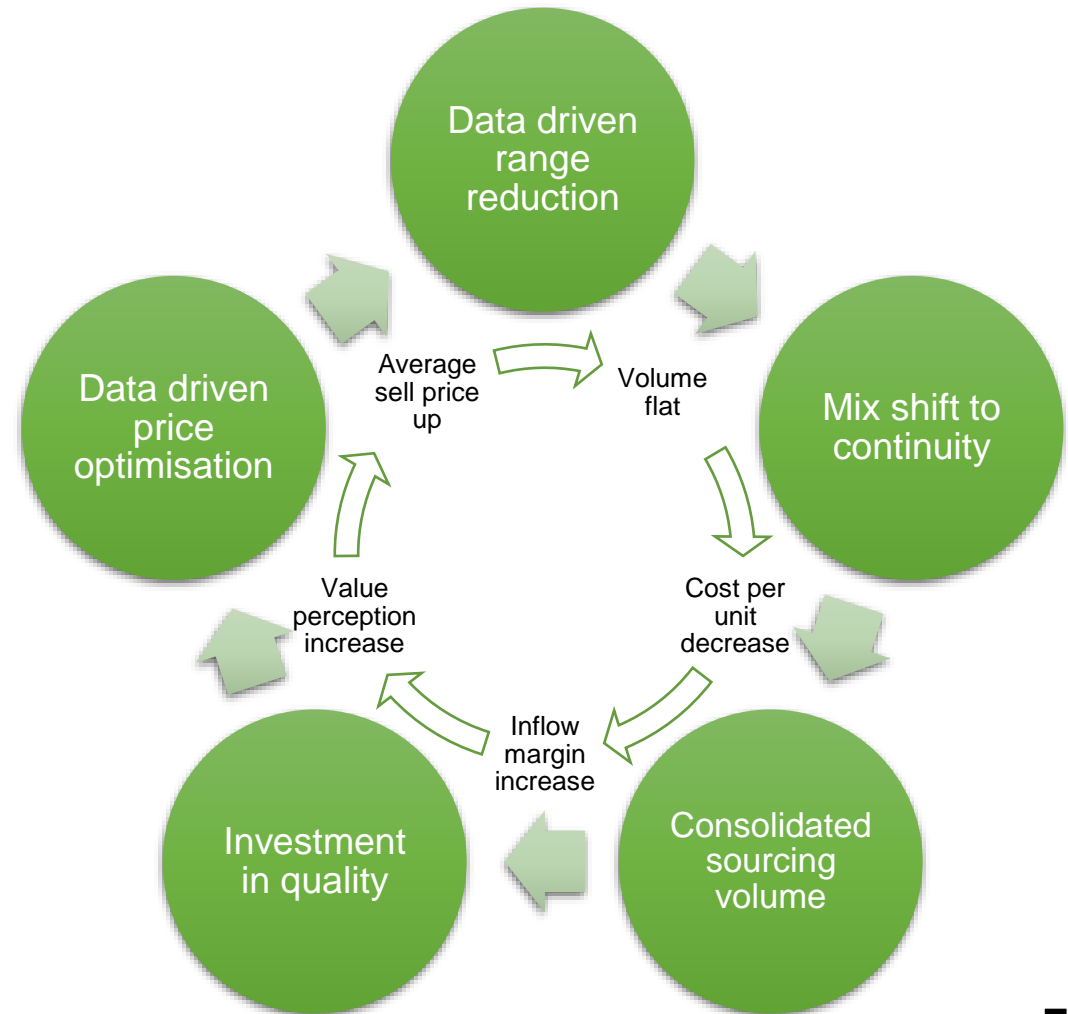 Data driven
range
reduction
Mix shift to
continuity
Consolidated
sourcing
volume
Investment
in quality
Data driven
price
optimisation
Average
sell price
up
Volume
flat
Cost per
unit
decrease
Inflow
margin
increase
Value
perception
increase